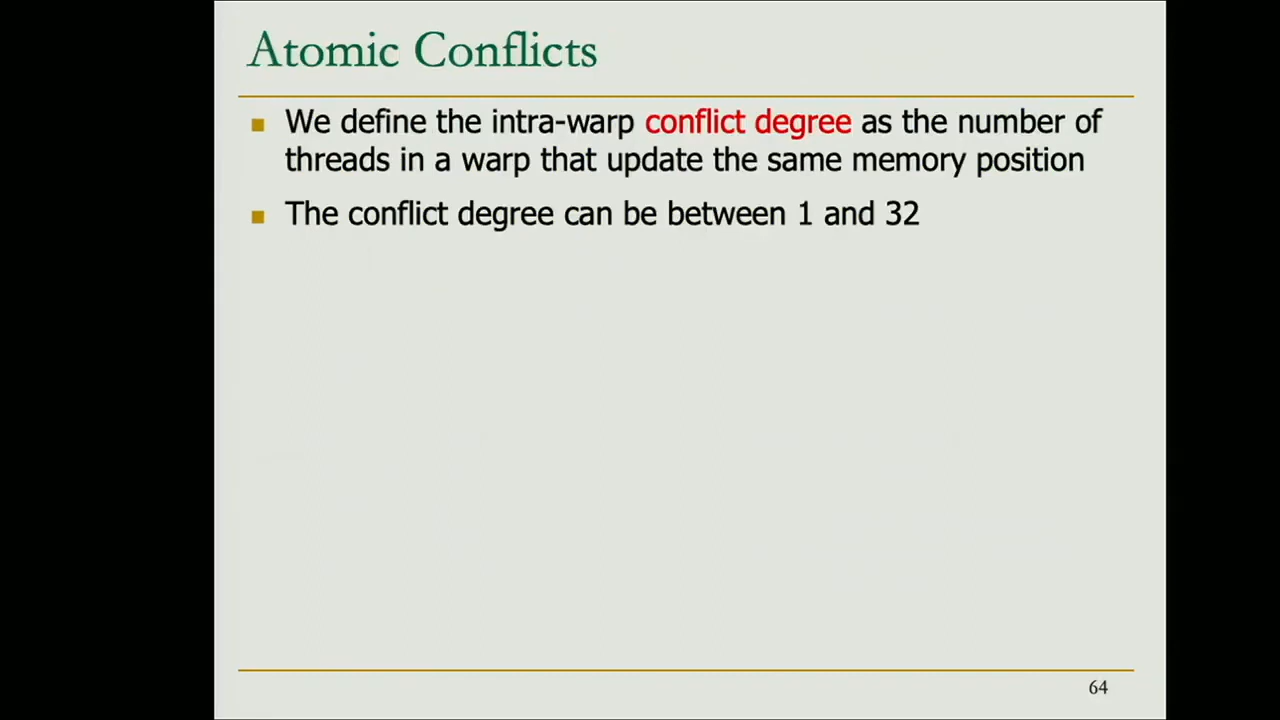 Atomic Conflicts
We define the intra-warp conflict degree as the number of
threads in a warp that update the same memory position
The conflict degree can be between 1 and 32
64